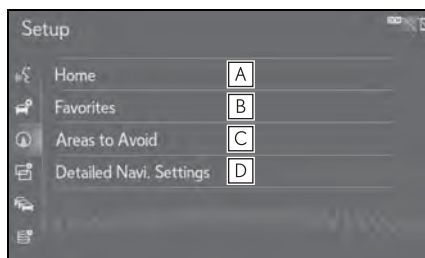 Setup
Home A
Favorites B
Areas to Avoid C
Detailed Navi. Settings D